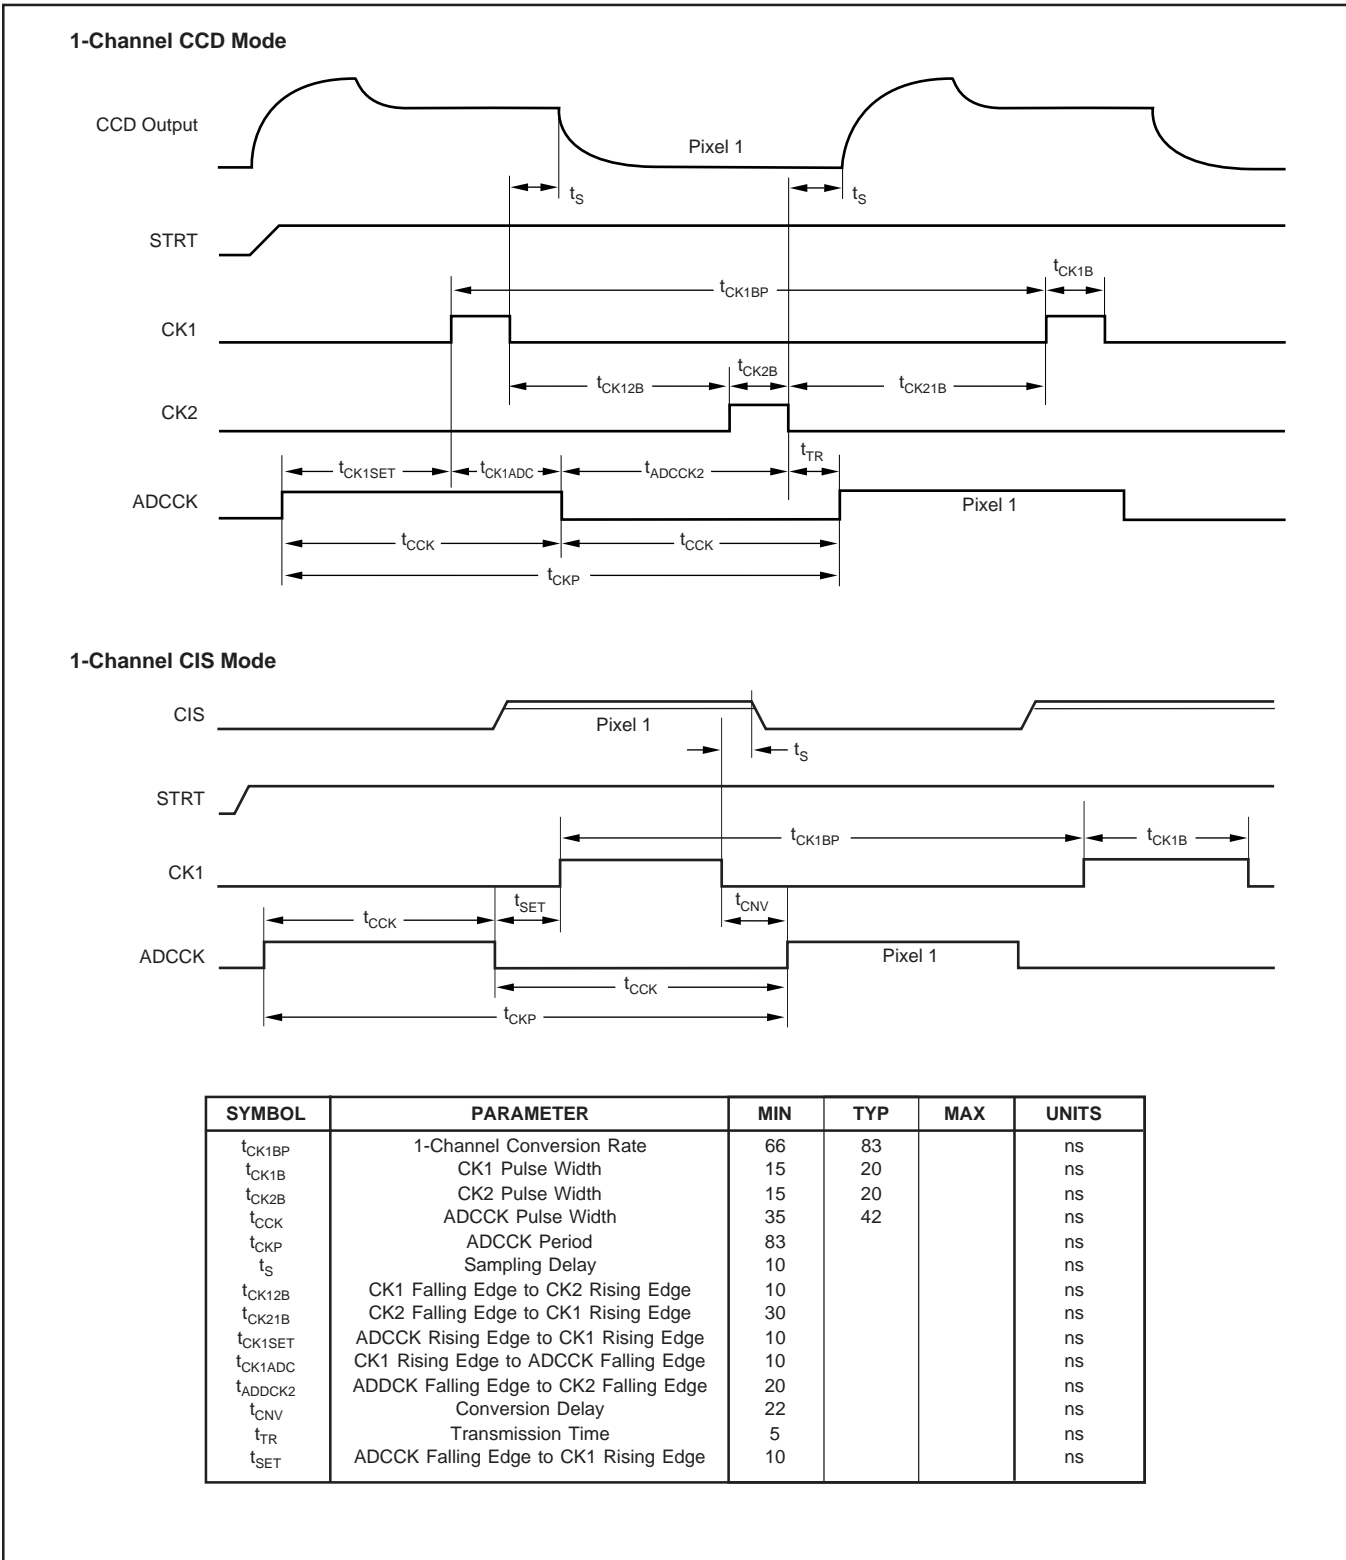 1-Channel CCD Mode
CCD Output
Pixel 1
tS
tS
STRT
tCK1B
tCK1BP
CK1
tCK2B
tCK12B
tCK21B
CK2
tTR
tCK1SET
tCK1ADC
tADCCK2
ADCCK
Pixel 1
tCCK
tCCK
tCKP
1-Channel CIS Mode
CIS
Pixel 1
tS
STRT
tCK1BP
tCK1B
CK1
tSET
tCNV
tCCK
ADCCK
Pixel 1
tCCK
tCKP
SYMBOL PARAMETER MIN TYP MAX UNITS
tCK1BP 1-Channel Conversion Rate 66 83 ns
tCK1B CK1 Pulse Width 15 20 ns
tCK2B CK2 Pulse Width 15 20 ns
tCCK ADCCK Pulse Width 35 42 ns
tCKP ADCCK Period 83 ns
tS Sampling Delay 10 ns
tCK12B CK1 Falling Edge to CK2 Rising Edge 10 ns
tCK21B CK2 Falling Edge to CK1 Rising Edge 30 ns
tCK1SET ADCCK Rising Edge to CK1 Rising Edge 10 ns
tCK1ADC CK1 Rising Edge to ADCCK Falling Edge 10 ns
tADDCK2 ADDCK Falling Edge to CK2 Falling Edge 20 ns
tCNV Conversion Delay 22 ns
tTR Transmission Time 5 ns
tSET ADCCK Falling Edge to CK1 Rising Edge 10 ns